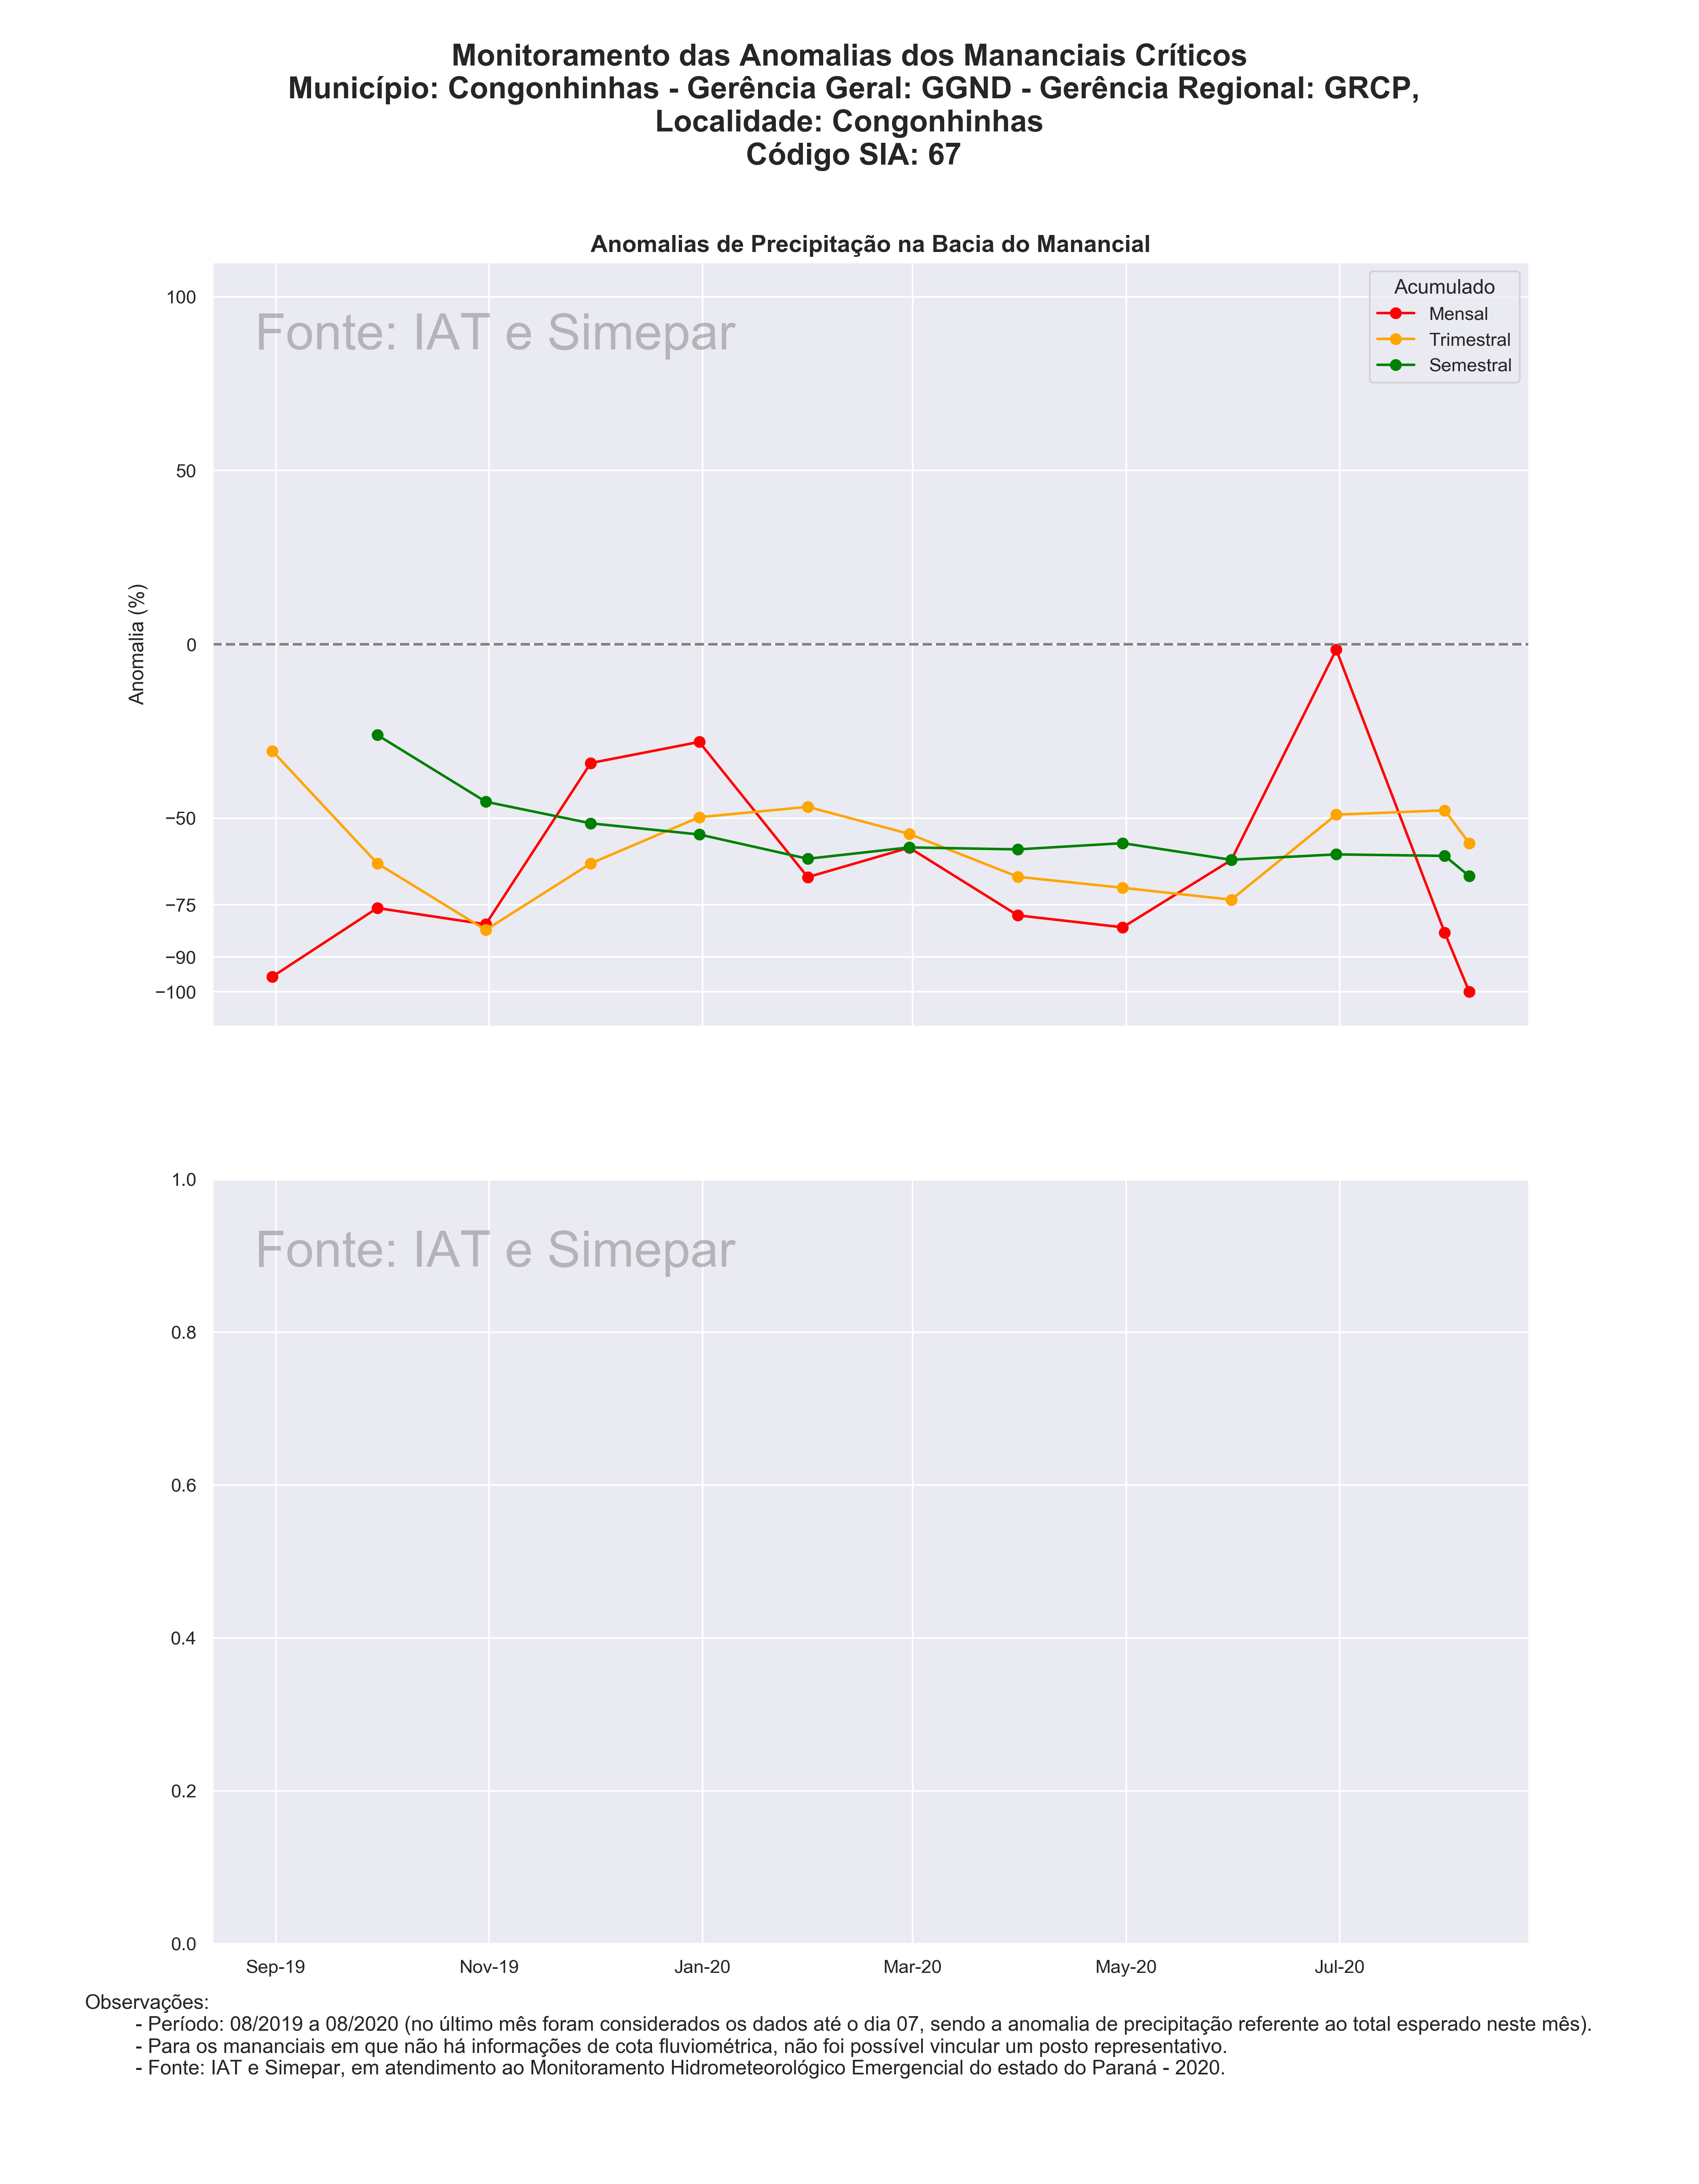 Monitoramento das Anomalias dos Mananciais Críticos
Município: Congonhinhas - Gerência Geral: GGND - Gerência Regional: GRCP,
Localidade: Congonhinhas
Código SIA: 67
Anomalias de Precipitação na Bacia do Manancial
Fonte: IAT e Simepar
Acumulado
Mensal
Trimestral
Semestral
Anomalia (%)
100
50
0
−50
−75
−90
−100
Fonte: IAT e Simepar
1.0
0.8
0.6
0.4
0.2
0.0
Sep-19 Nov-19 Jan-20 Mar-20 May-20 Jul-20
Observações:
- Período: 08/2019 a 08/2020 (no último mês foram considerados os dados até o dia 07, sendo a anomalia de precipitação referente ao total esperado neste mês).
- Para os mananciais em que não há informações de cota fluviométrica, não foi possível vincular um posto representativo.
- Fonte: IAT e Simepar, em atendimento ao Monitoramento Hidrometeorológico Emergencial do estado do Paraná - 2020.